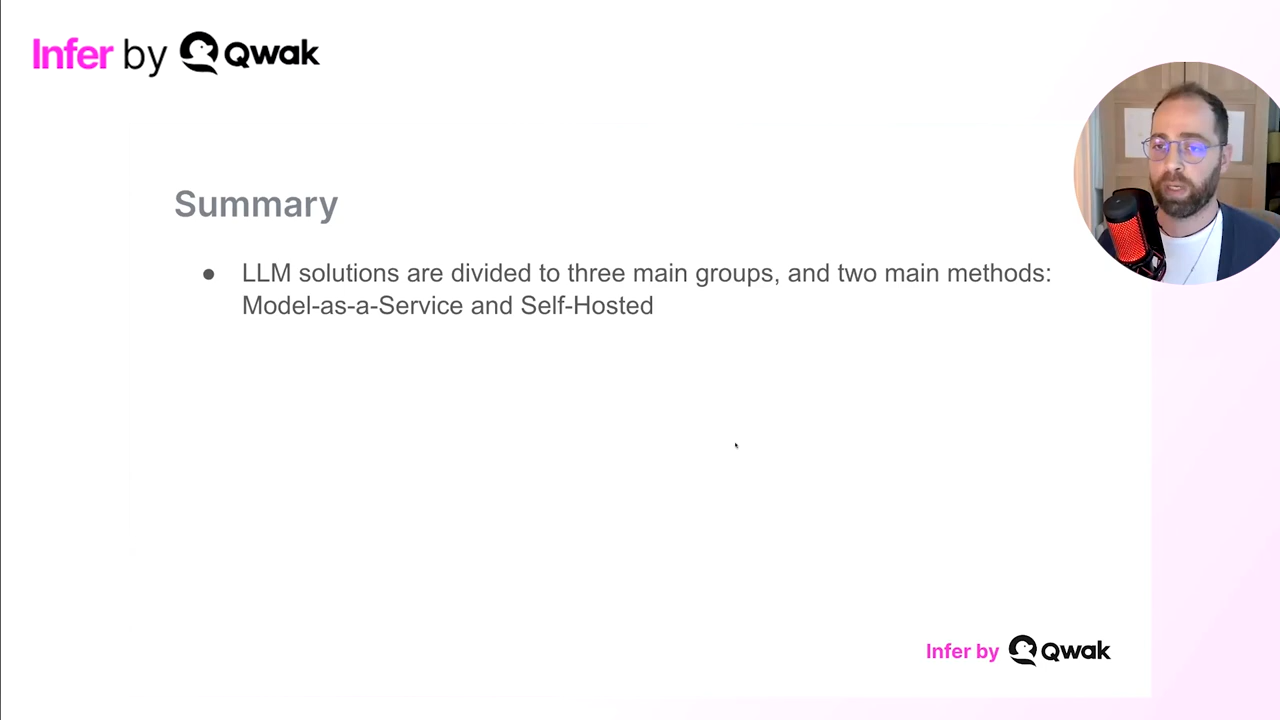 Infer by Qwak
Summary
● LLM solutions are divided to three main groups, and two main methods:
Model-as-a-Service and Self-Hosted
Infer by Qwak